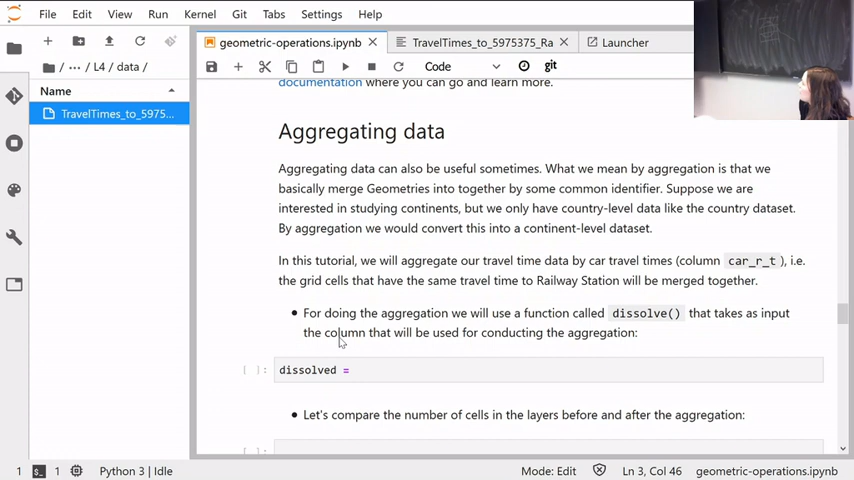 File Edit View Run Kernel Git Tabs Settings Help
geometric-operations.ipynb TravelTimes_to_5975375_Ra Launcher
/ ... / L4 / data /
Code git
Name
TravelTimes_to_5975...
documentation where you can go and learn more.
Aggregating data
Aggregating data can also be useful sometimes. What we mean by aggregation is that we
basically merge Geometries into together by some common identifier. Suppose we are
interested in studying continents, but we only have country-level data like the country dataset.
By aggregation we would convert this into a continent-level dataset.
In this tutorial, we will aggregate our travel time data by car travel times (column car_r_t), i.e.
the grid cells that have the same travel time to Railway Station will be merged together.
• For doing the aggregation we will use a function called dissolve() that takes as input
the column that will be used for conducting the aggregation:
[ ]: dissolved =
• Let's compare the number of cells in the layers before and after the aggregation:
1 1 Python 3 | Idle Mode: Edit Ln 3, Col 46 geometric-operations.ipynb